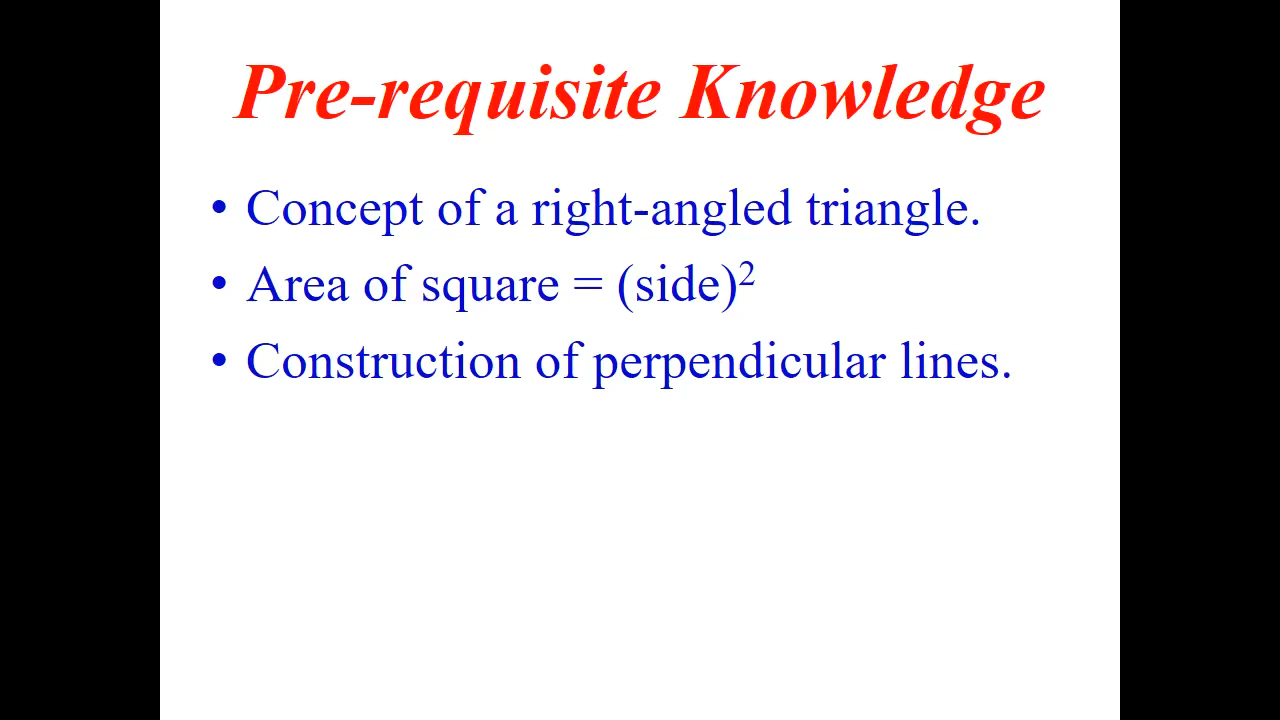 Pre-requisite Knowledge
• Concept of a right-angled triangle.
• Area of square = (side)²
• Construction of perpendicular lines.